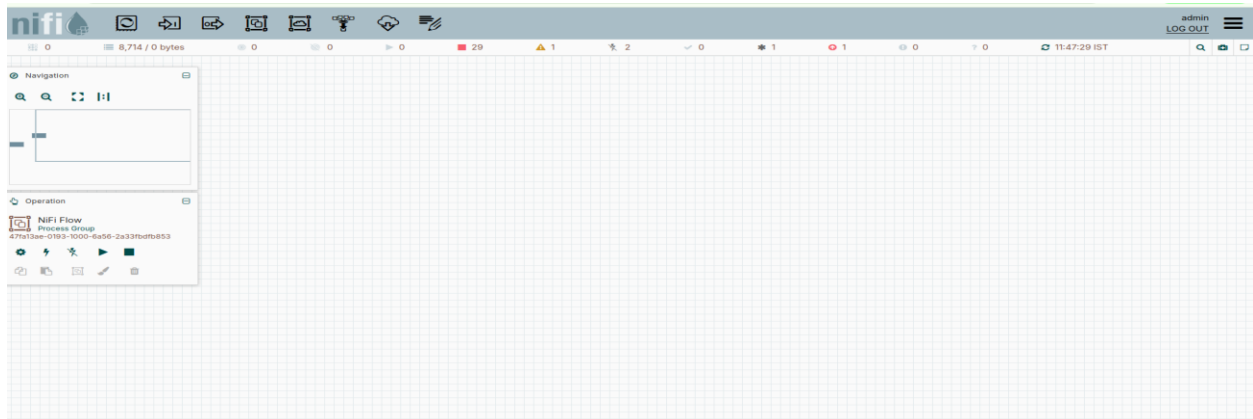 nifi
admin
LOG OUT
0 8,714 / 0 bytes 0 0 0 29 1 2 0 1 1 0 ? 0 11:47:29 IST
Navigation
Operation
NiFi Flow
Process Group
47fa13ae-0193-1000-6a56-2a33fbdfb853